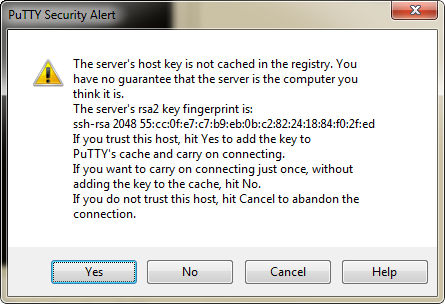 PuTTY Security Alert
The server's host key is not cached in the registry. You
have no guarantee that the server is the computer you
think it is.
The server's rsa2 key fingerprint is:
ssh-rsa 2048 55:cc:0f:e7:c7:b9:eb:0b:c2:82:24:18:84:f0:2f:ed
If you trust this host, hit Yes to add the key to
PuTTY's cache and carry on connecting.
If you want to carry on connecting just once, without
adding the key to the cache, hit No.
If you do not trust this host, hit Cancel to abandon the
connection.
Yes No Cancel Help